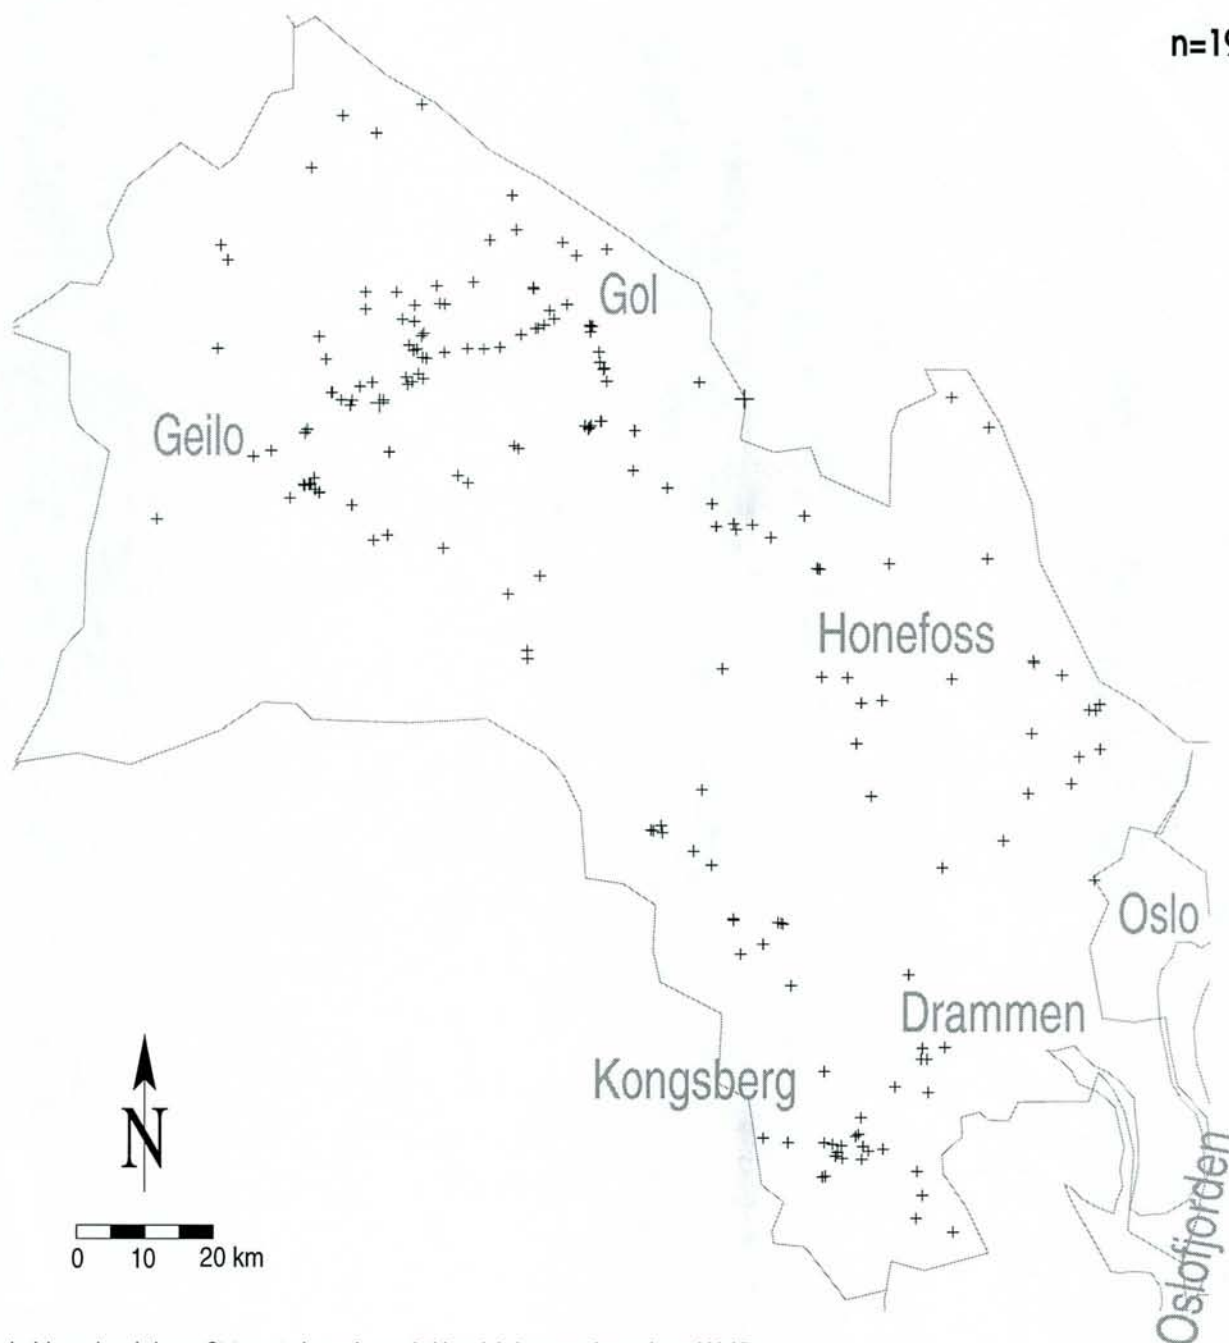 n=19
Gol
Geilo
Honefoss
Oslo
Drammen
Kongsberg
N
0 10 20 km
Oslofjorden